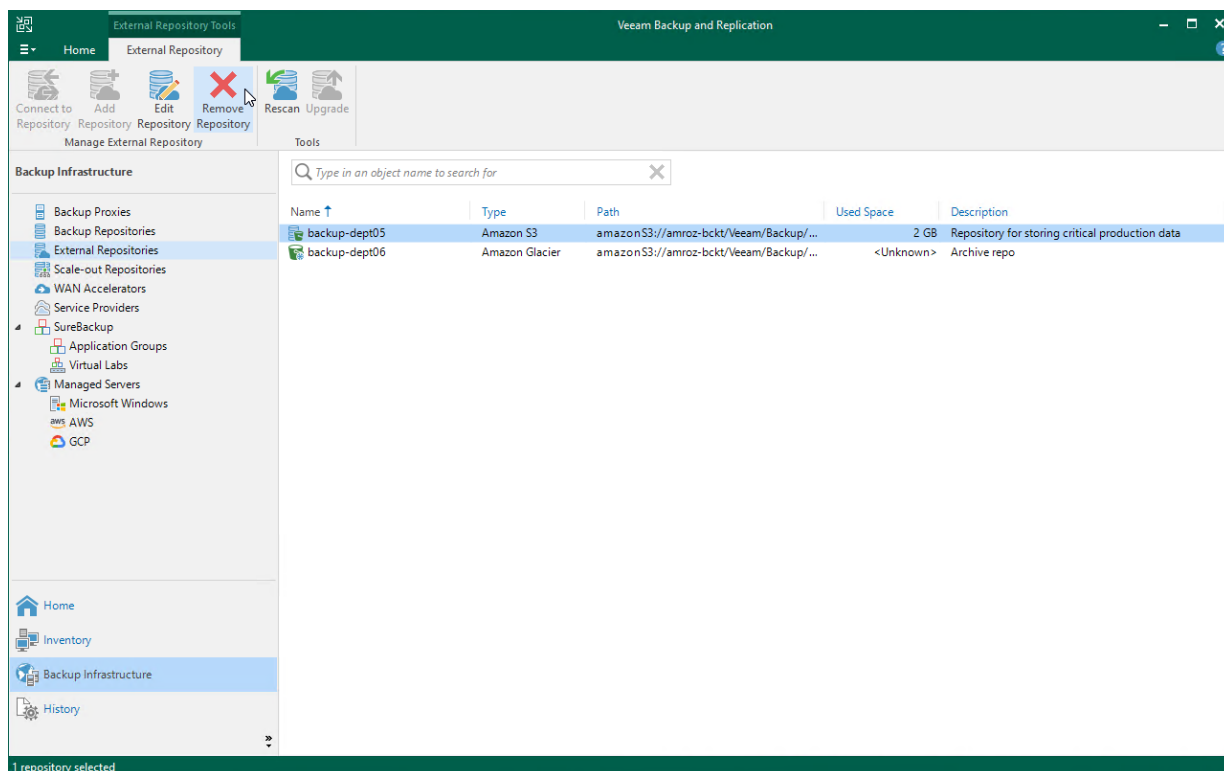 External Repository Tools
Veeam Backup and Replication
Home External Repository
Connect to Repository
Add Repository
Edit Repository
Remove Repository
Rescan
Upgrade
Manage External Repository
Tools
Backup Infrastructure
Type in an object name to search for
Backup Proxies
Backup Repositories
External Repositories
Scale-out Repositories
WAN Accelerators
Service Providers
SureBackup
Application Groups
Virtual Labs
Managed Servers
Microsoft Windows
aws AWS
GCP
Name Type Path Used Space Description
backup-dept05 Amazon S3 amazonS3://amroz-bckt/Veeam/Backup/... 2 GB Repository for storing critical production data
backup-dept06 Amazon Glacier amazonS3://amroz-bckt/Veeam/Backup/... <Unknown> Archive repo
Home
Inventory
Backup Infrastructure
History
1 repository selected